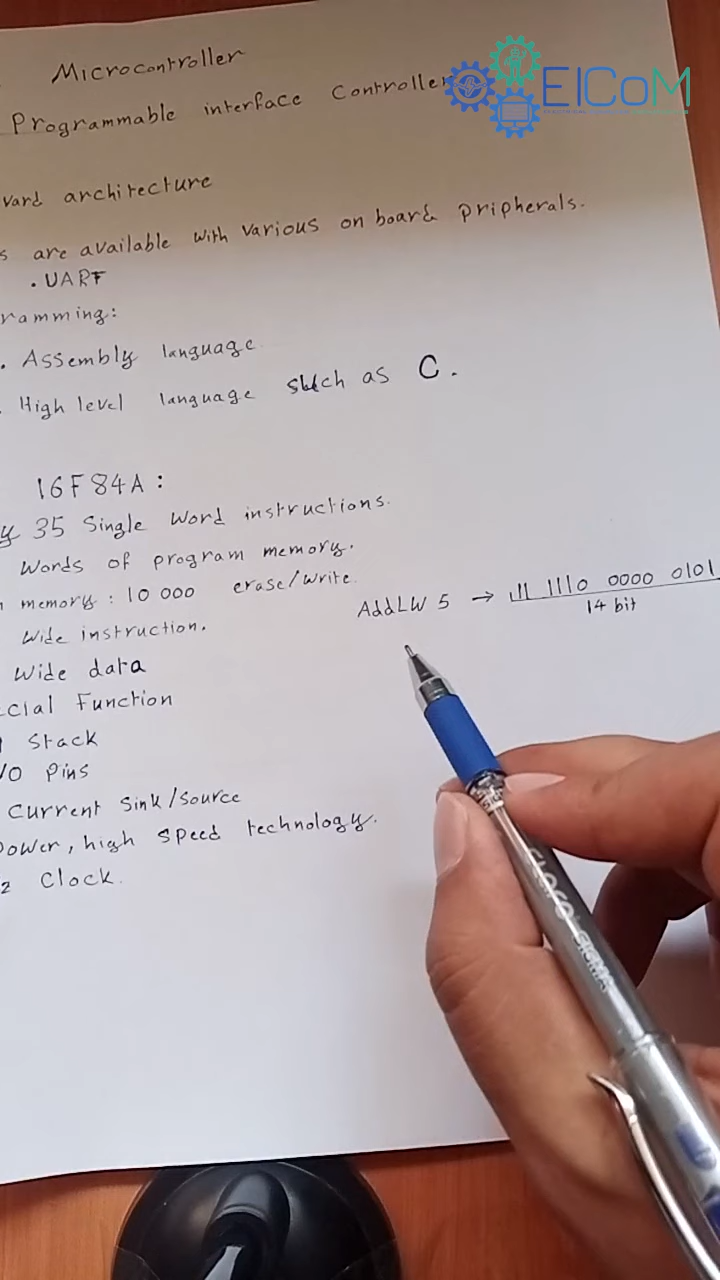 Microcontroller
EICoM
Programmable interface Controller
vard architecture
s are available with various on board pripherals.
. UART
ramming:
. Assembly language
. High level language such as C.
16F84A:
y 35 Single Word instructions.
Words of program memory.
memory: 10 000 erase/write.
AddLW 5 → 11 1110 0000 0101
14 bit
Wide instruction.
Wide data
cial Function
Stack
/O Pins
Current Sink/Source
ower, high speed technology.
z Clock.
FLORO SIGMA